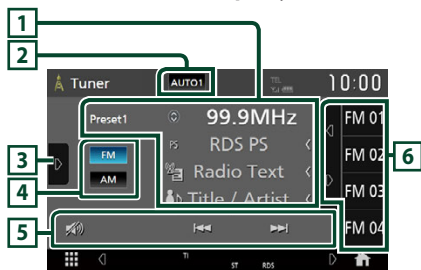 1
2
Tuner
AUTO1
TEL
10:00
Preset1
99.9MHz
FM 01
PS
RDS PS
FM 02
6
3
FM
Radio Text
4
AM
Title / Artist
FM 03
5
FM 04
TI
ST
RDS